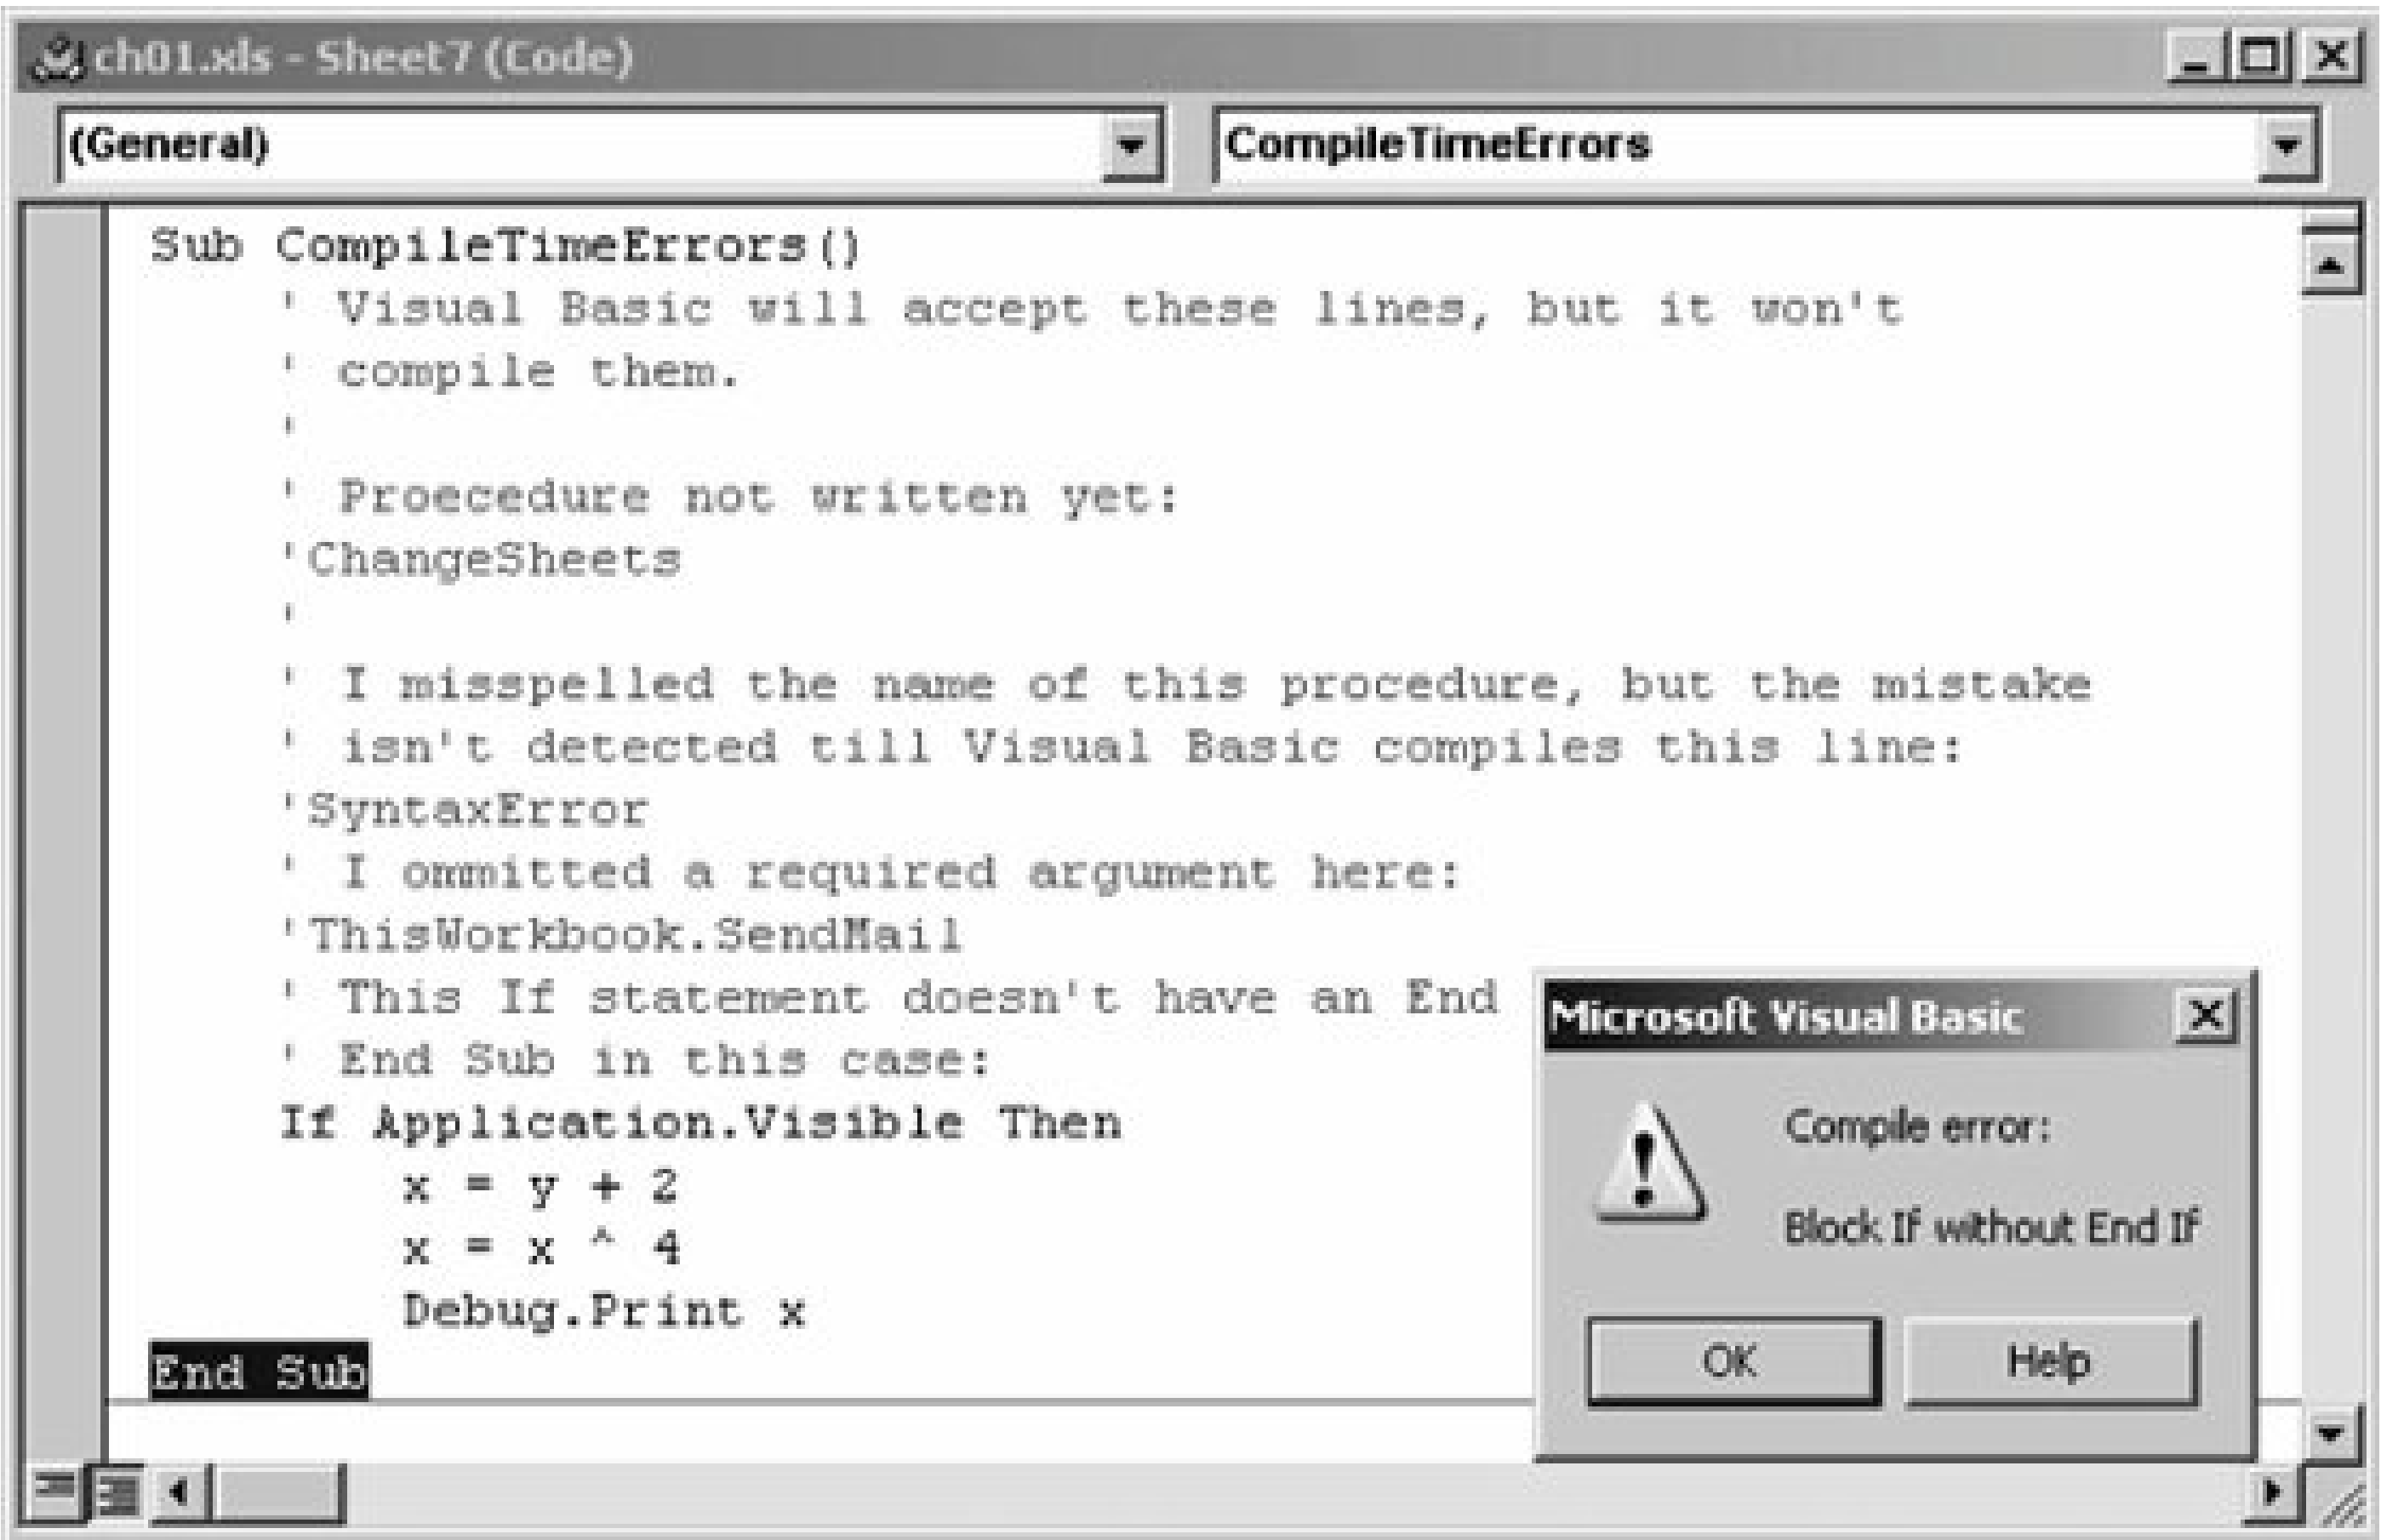 ch01.xls - Sheet7 (Code)
(General) CompileTimeErrors
Sub CompileTimeErrors()
' Visual Basic will accept these lines, but it won't
' compile them.
'
' Proecedure not written yet:
'ChangeSheets
'
' I misspelled the name of this procedure, but the mistake
' isn't detected till Visual Basic compiles this line:
'SyntaxError
' I ommitted a required argument here:
'ThisWorkbook.SendMail
' This If statement doesn't have an End
' End Sub in this case:
If Application.Visible Then
x = y + 2
x = x ^ 4
Debug.Print x
End Sub
Microsoft Visual Basic
Compile error:
Block If without End If
OK Help